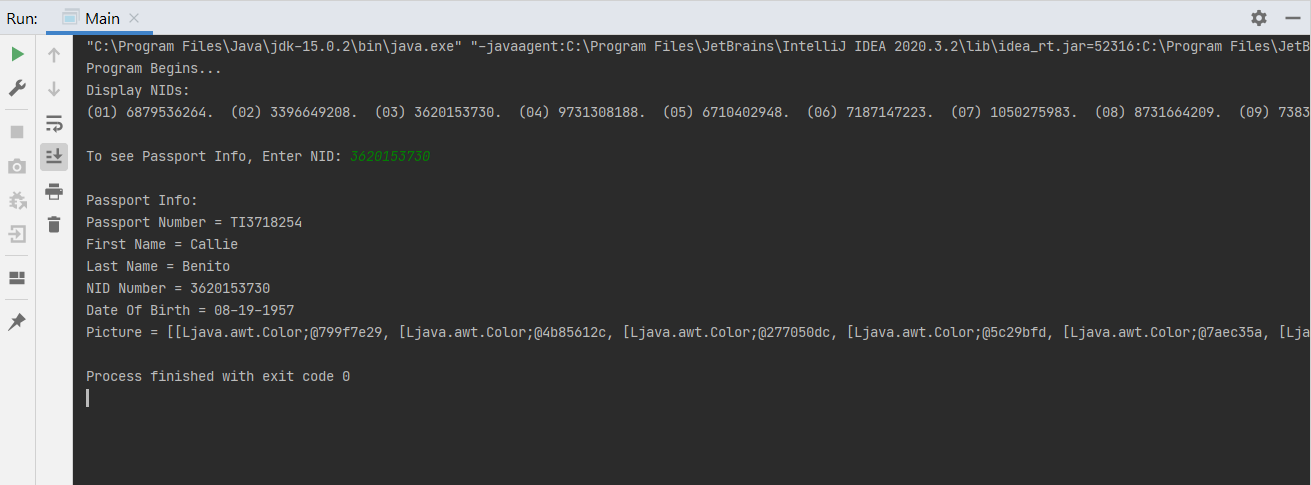 Run: Main
"C:\Program Files\Java\jdk-15.0.2\bin\java.exe" "-javaagent:C:\Program Files\JetBrains\IntelliJ IDEA 2020.3.2\lib\idea_rt.jar=52316:C:\Program Files\JetB
Program Begins...
Display NIDs:
(01) 6879536264.  (02) 3396649208.  (03) 3620153730.  (04) 9731308188.  (05) 6710402948.  (06) 7187147223.  (07) 1050275983.  (08) 8731664209.  (09) 7383
To see Passport Info, Enter NID: 3620153730
Passport Info:
Passport Number = TI3718254
First Name = Callie
Last Name = Benito
NID Number = 3620153730
Date Of Birth = 08-19-1957
Picture = [[Ljava.awt.Color;@799f7e29, [Ljava.awt.Color;@4b85612c, [Ljava.awt.Color;@277050dc, [Ljava.awt.Color;@5c29bfd, [Ljava.awt.Color;@7aec35a, [Lja
Process finished with exit code 0